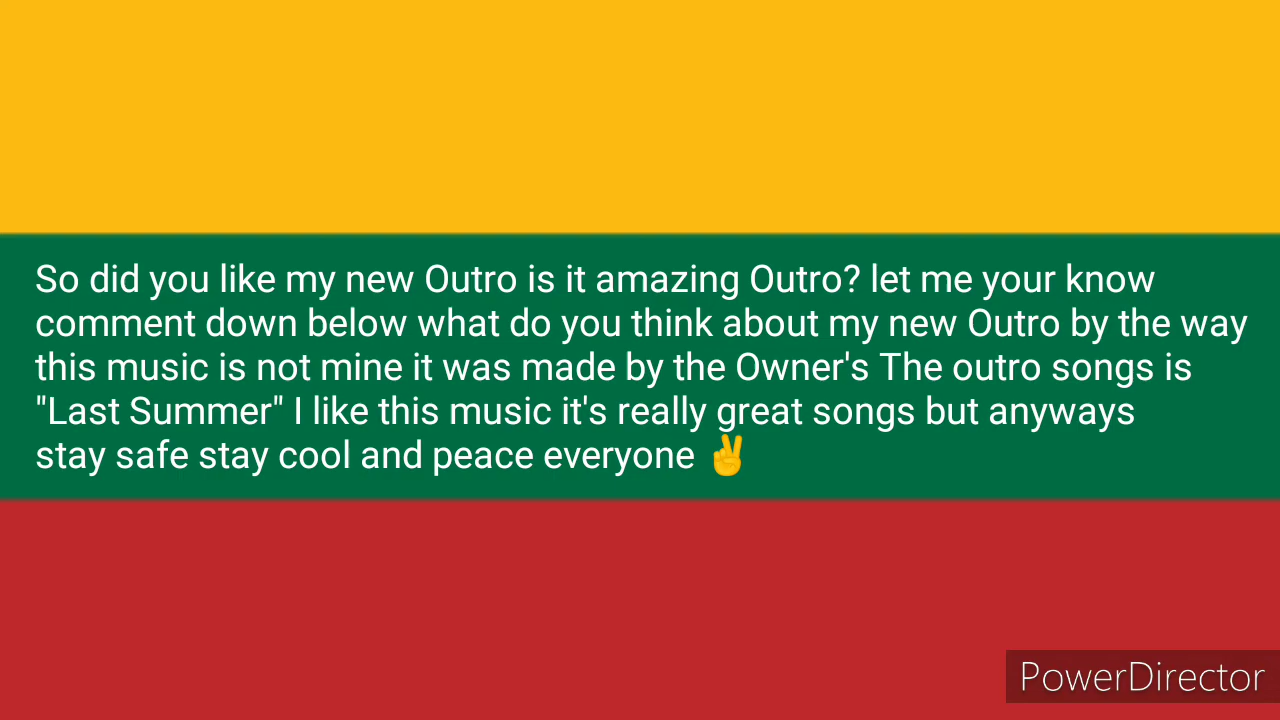 So did you like my new Outro is it amazing Outro? let me your know
comment down below what do you think about my new Outro by the way
this music is not mine it was made by the Owner's The outro songs is
"Last Summer" I like this music it's really great songs but anyways
stay safe stay cool and peace everyone ✌
PowerDirector